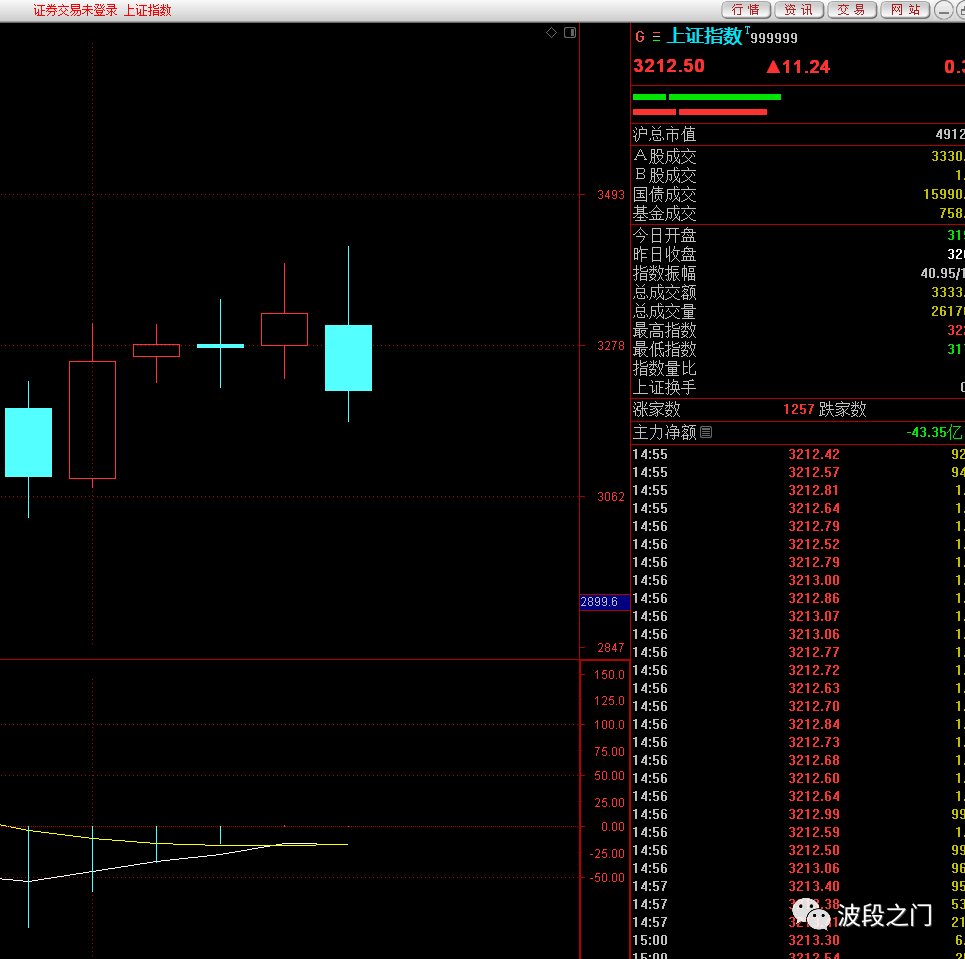 证券交易未登录 上证指数
行情 资讯 交易 网站
G 上证指数 T 999999
3212.50 ▲11.24 0.3
沪总市值 4912
A股成交 3330.
B股成交 1.
国债成交 15990.
基金成交 758.
今日开盘 319
昨日收盘 320
指数振幅 40.95/1
总成交额 3333.
总成交量 26170
最高指数 32
最低指数 317
指数量比
上证换手 0
涨家数 1257 跌家数
主力净额 -43.35亿
14:55 3212.42 92
14:55 3212.57 94
14:55 3212.81 1.
14:55 3212.64 1.
14:56 3212.79 1.
14:56 3212.52 1.
14:56 3212.79 1.
14:56 3213.00 1.
14:56 3212.86 1.
14:56 3213.07 1.
14:56 3213.06 1.
14:56 3212.77 1.
14:56 3212.72 1.
14:56 3212.63 1.
14:56 3212.70 1.
14:56 3212.84 1.
14:56 3212.73 1.
14:56 3212.68 1.
14:56 3212.60 1.
14:56 3212.64 1.
14:56 3212.99 99
14:56 3212.59 1.
14:56 3212.50 99
14:56 3213.06 96
14:57 3213.40 95
14:57 53
14:57 21
15:00 3213.30 6.
15:00 3212.54
3493
3278
3062
2899.6
2847
150.0
125.0
100.0
75.00
50.00
25.00
0.00
-25.00
-50.00
波段之门